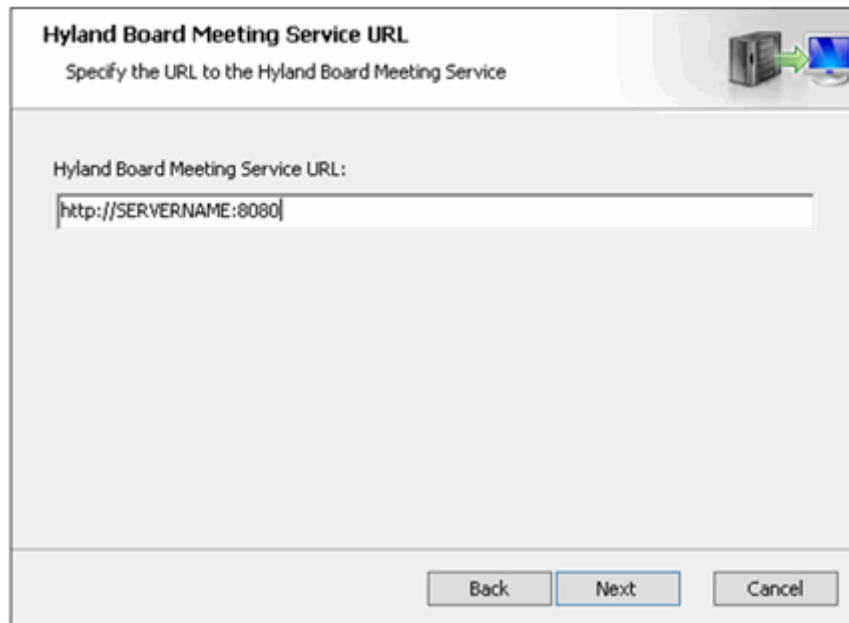 Hyland Board Meeting Service URL
Specify the URL to the Hyland Board Meeting Service
Hyland Board Meeting Service URL:
http://SERVERNAME:8080
Back
Next
Cancel